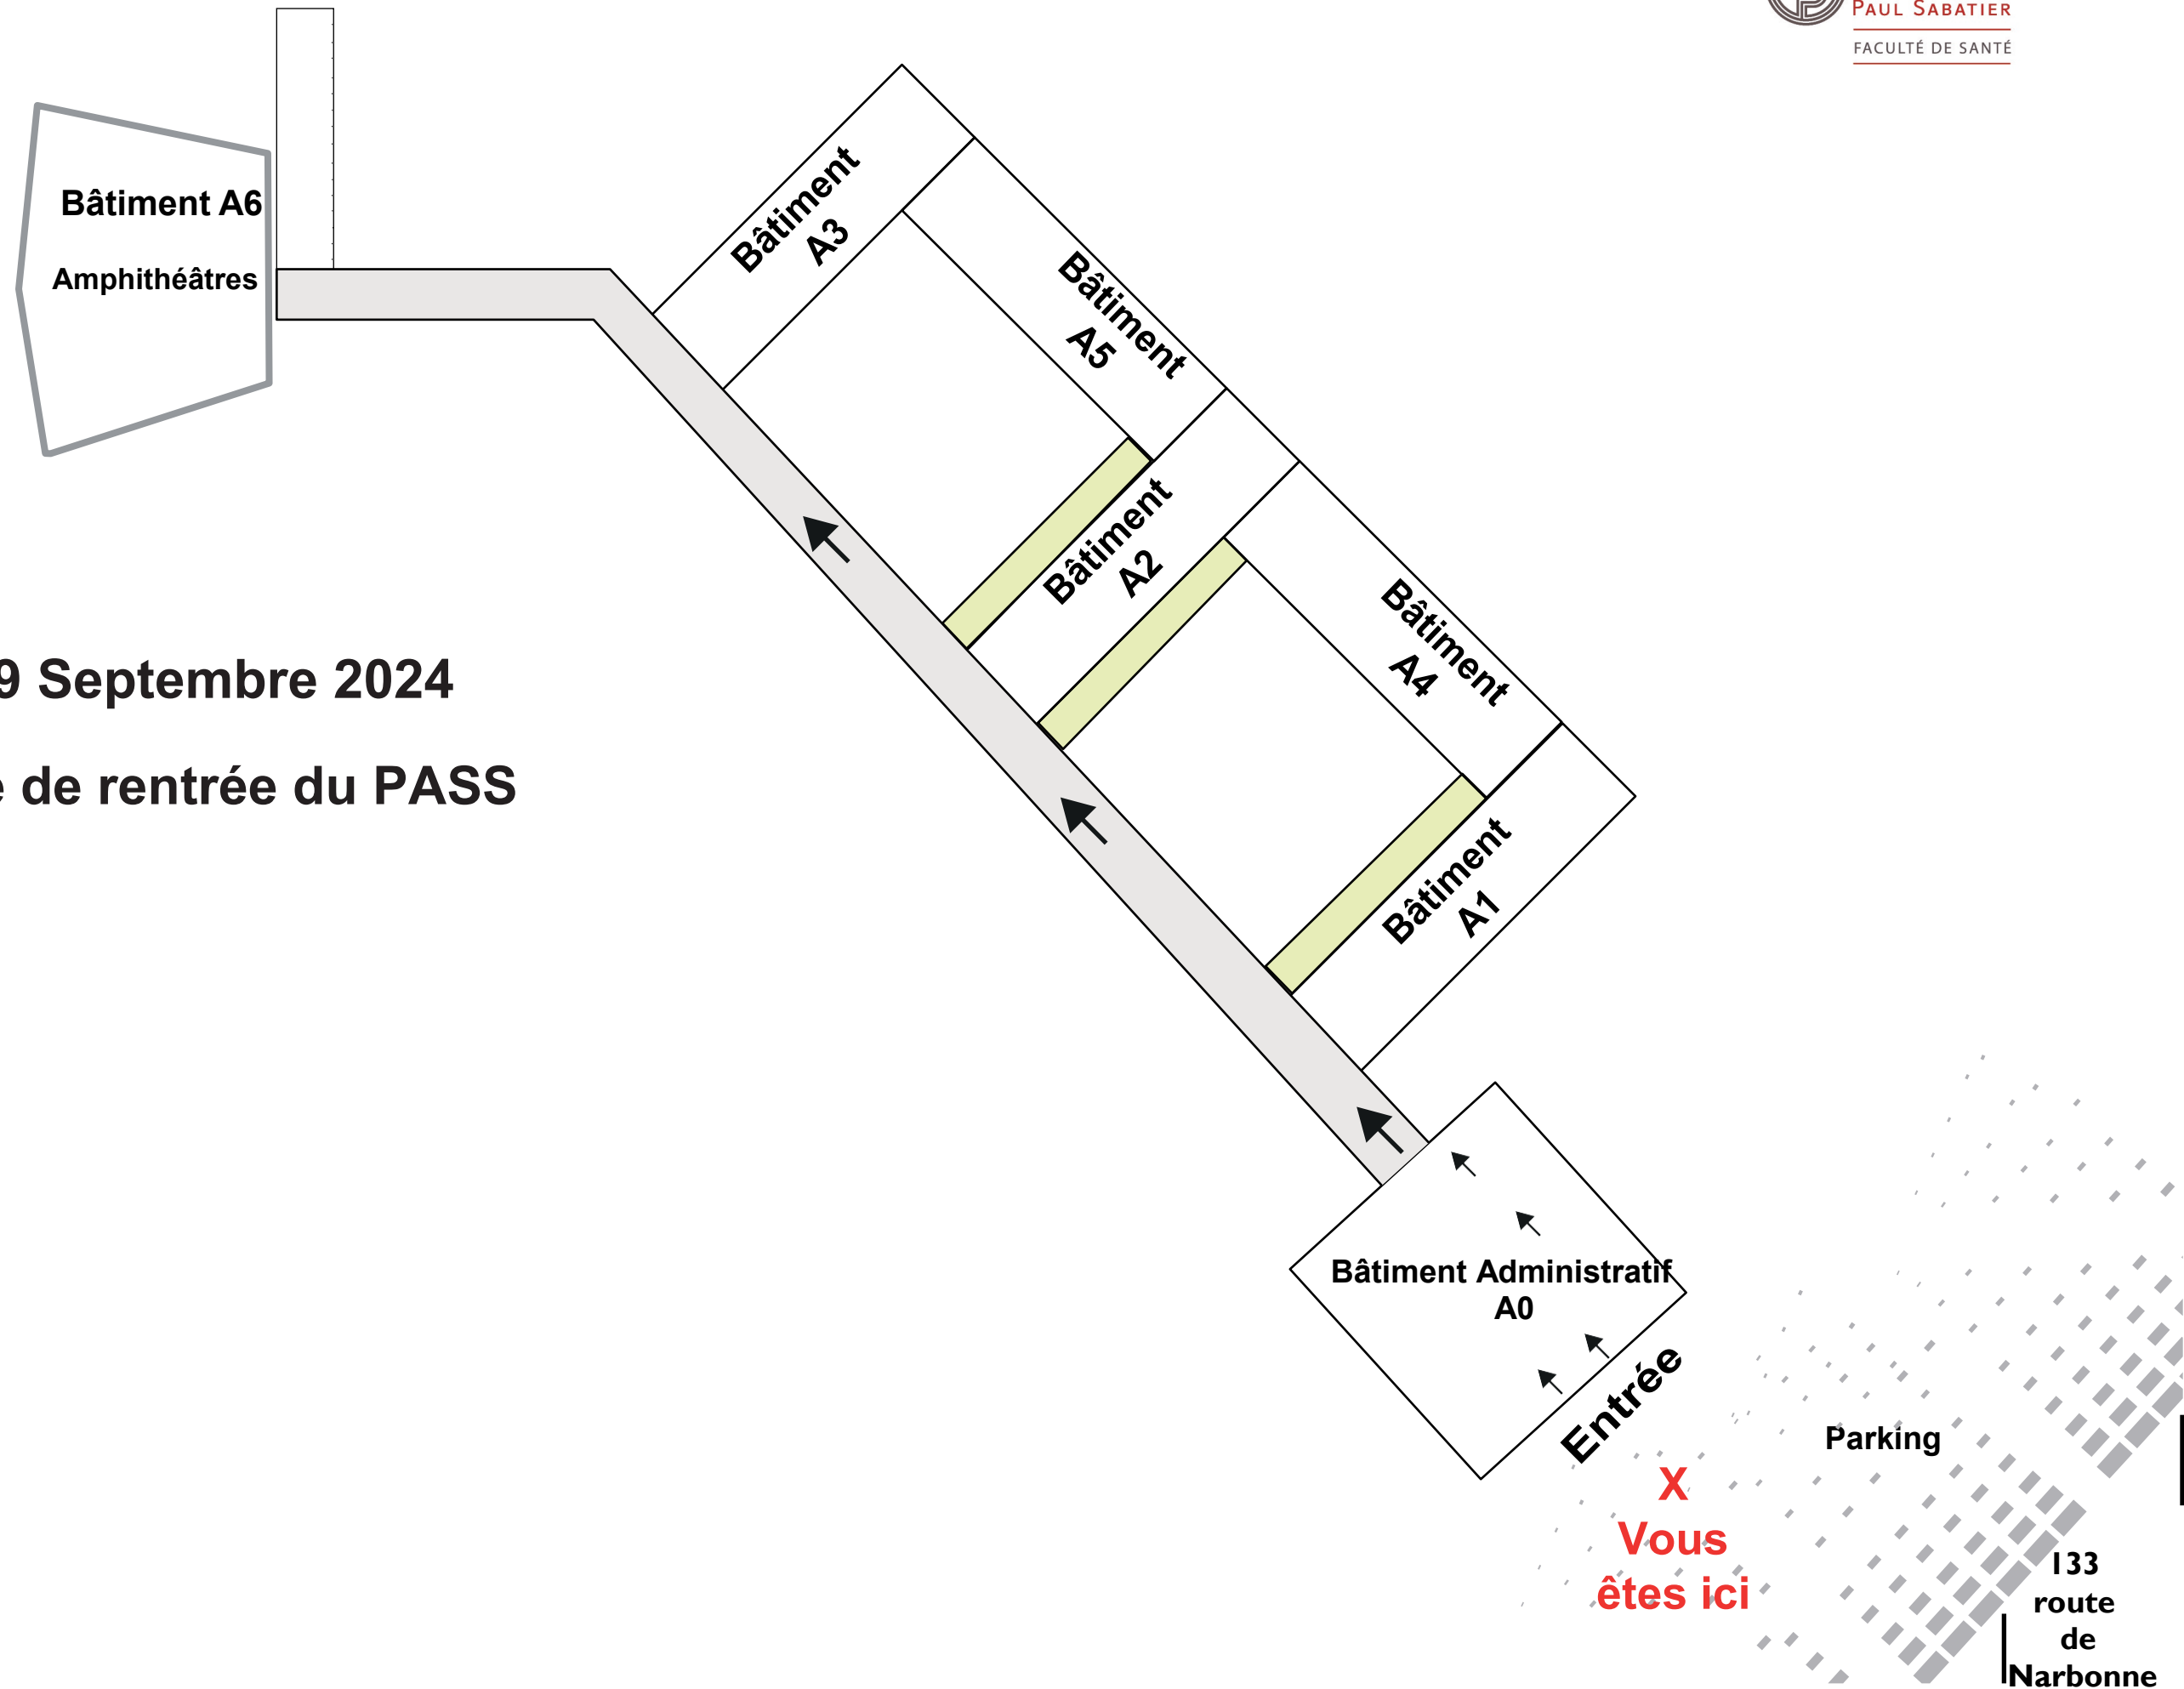 PAUL SABATIER
FACULTÉ DE SANTÉ
Bâtiment A6
Amphithéâtres
Bâtiment
A3
Bâtiment
A5
Bâtiment
A2
Bâtiment
A4
Bâtiment
A1
9 Septembre 2024
de rentrée du PASS
Bâtiment Administratif
A0
Entrée
Parking
X
Vous
êtes ici
133
route
de
Narbonne